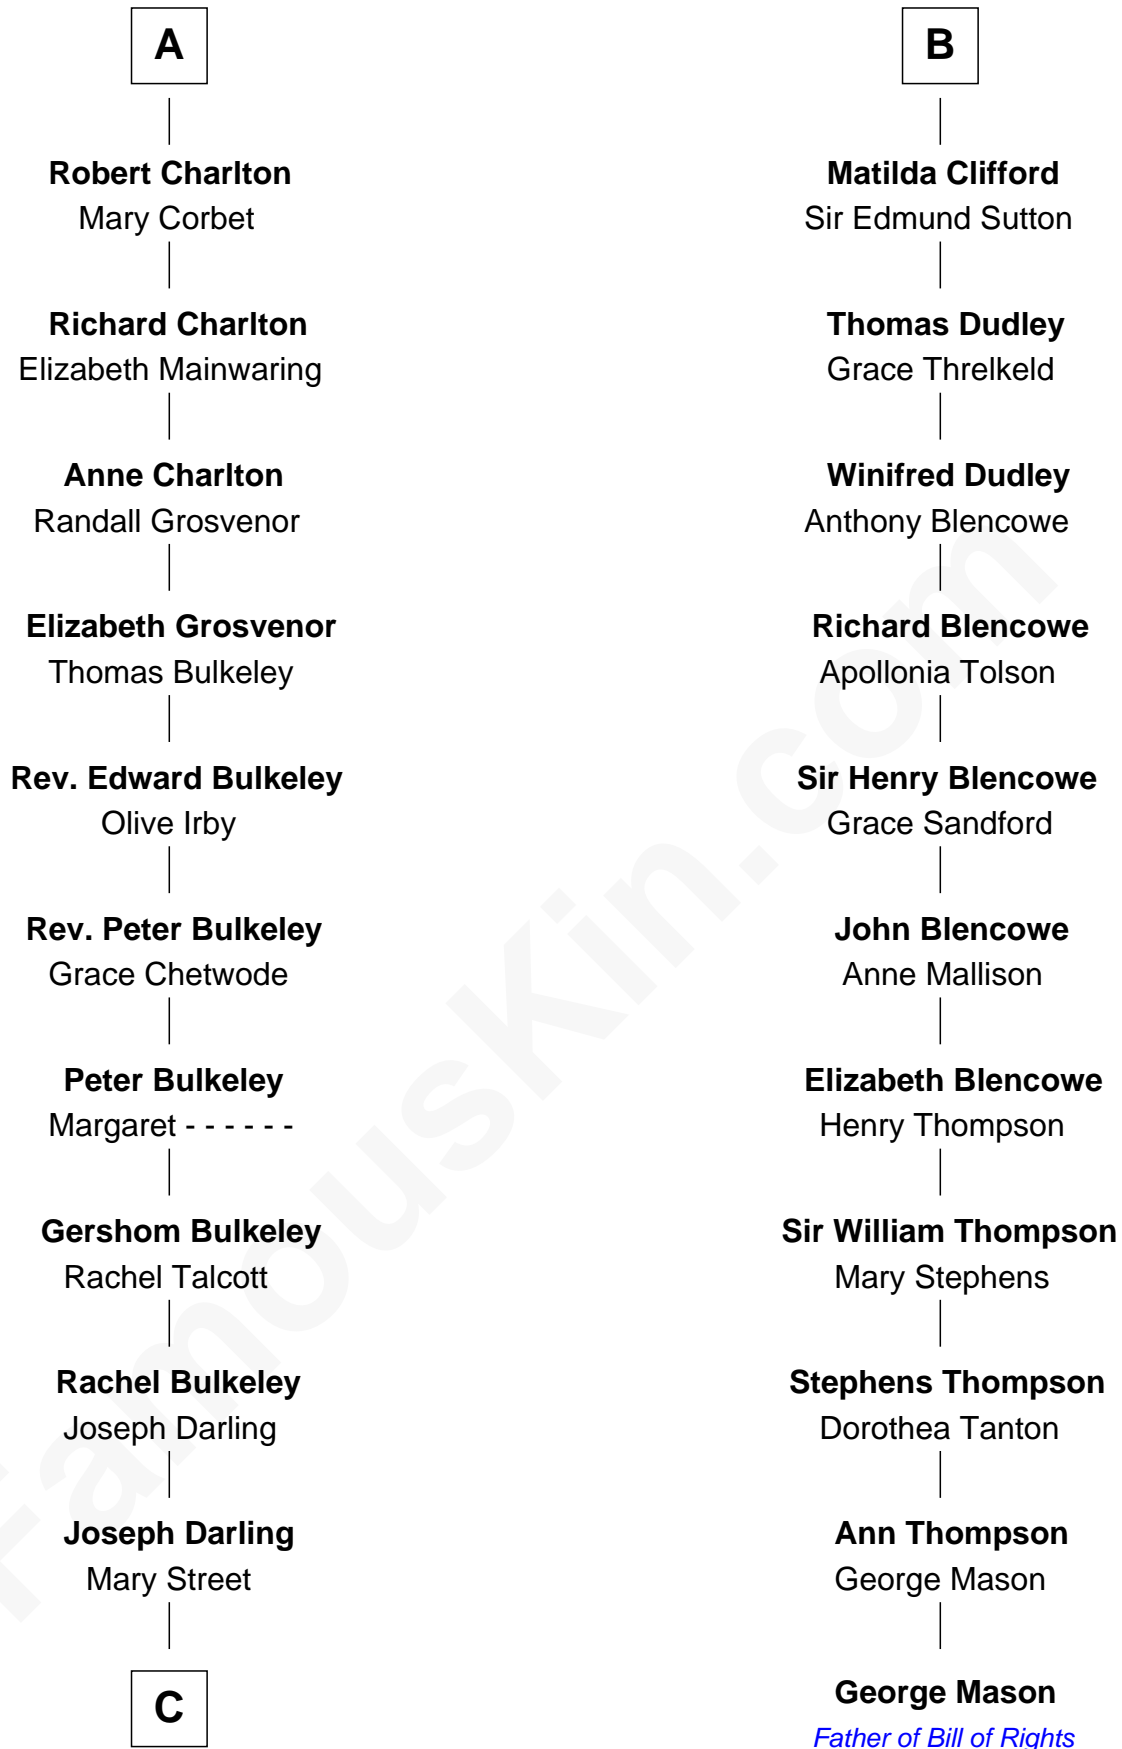 A
Robert Charlton
Mary Corbet
Richard Charlton
Elizabeth Mainwaring
Anne Charlton
Randall Grosvenor
Elizabeth Grosvenor
Thomas Bulkeley
Rev. Edward Bulkeley
Olive Irby
Rev. Peter Bulkeley
Grace Chetwode
Peter Bulkeley
Margaret - - - - - -
Gershom Bulkeley
Rachel Talcott
Rachel Bulkeley
Joseph Darling
Joseph Darling
Mary Street
C
B
Matilda Clifford
Sir Edmund Sutton
Thomas Dudley
Grace Threlkeld
Winifred Dudley
Anthony Blencowe
Richard Blencowe
Apollonia Tolson
Sir Henry Blencowe
Grace Sandford
John Blencowe
Anne Mallison
Elizabeth Blencowe
Henry Thompson
Sir William Thompson
Mary Stephens
Stephens Thompson
Dorothea Tanton
Ann Thompson
George Mason
George Mason
Father of Bill of Rights
FamousKin.com